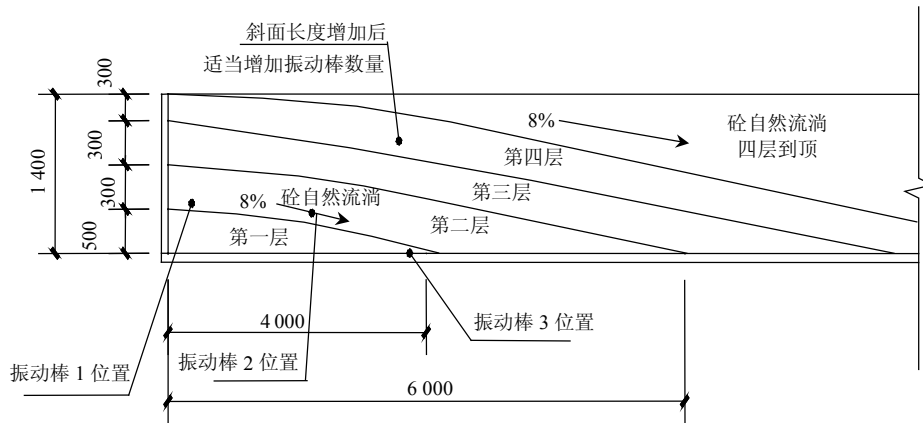 斜面长度增加后
适当增加振动棒数量
300
300
300
500
1 400
8%
砼自然流淌
四层到顶
第四层
第三层
8% 砼自然流淌
第二层
第一层
4 000
振动棒 3 位置
振动棒 2 位置
振动棒 1 位置
6 000